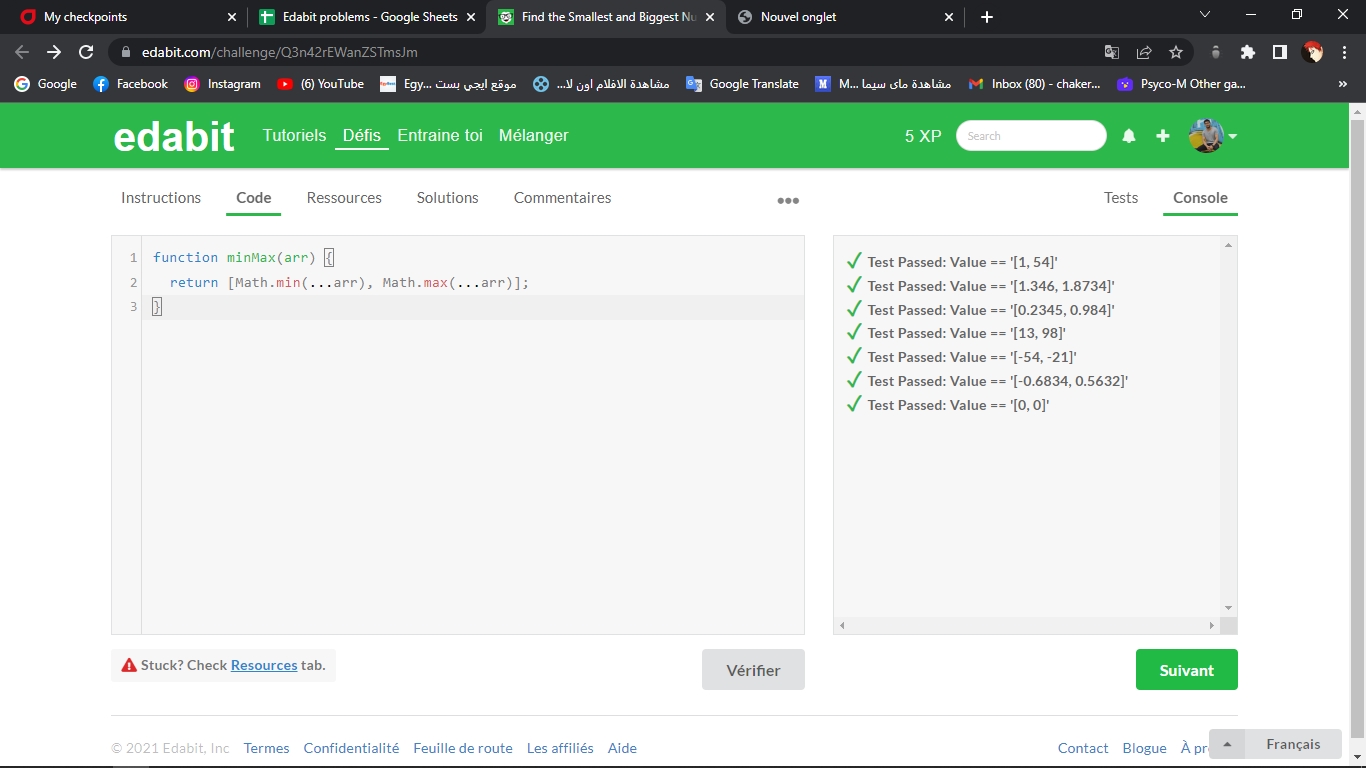 My checkpoints
Edabit problems - Google Sheets
Find the Smallest and Biggest Nu
Nouvel onglet
edabit.com/challenge/Q3n42rEWanZSTmsJm
Google
Facebook
Instagram
(6) YouTube
موقع ايجي بست ...Egy
مشاهدة الافلام اون لا...
Google Translate
مشاهدة ماى سيما ...M
Inbox (80) - chaker...
Psyco-M Other ga...
»
edabit
Tutoriels Défis Entraine toi Mélanger
5 XP
Search
Instructions Code Ressources Solutions Commentaires
Tests Console
1 function minMax(arr) {
2 return [Math.min(...arr), Math.max(...arr)];
3 }
Test Passed: Value == '[1, 54]'
Test Passed: Value == '[1.346, 1.8734]'
Test Passed: Value == '[0.2345, 0.984]'
Test Passed: Value == '[13, 98]'
Test Passed: Value == '[-54, -21]'
Test Passed: Value == '[-0.6834, 0.5632]'
Test Passed: Value == '[0, 0]'
Stuck? Check Resources tab.
Vérifier
Suivant
© 2021 Edabit, Inc Termes Confidentialité Feuille de route Les affiliés Aide
Contact Blogue À pr
Français